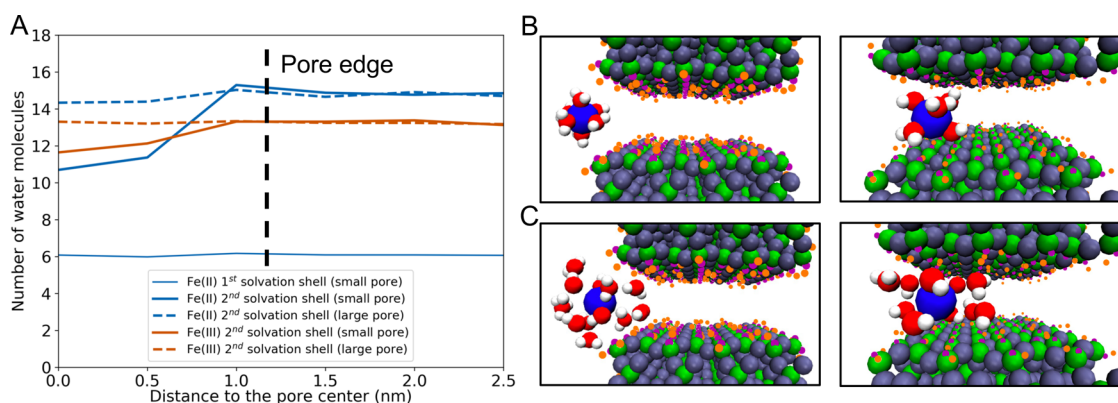 A
B
C
18
16
14
12
10
8
6
4
2
0
Number of water molecules
Pore edge
Fe(II) 1st solvation shell (small pore)
Fe(II) 2nd solvation shell (small pore)
Fe(II) 2nd solvation shell (large pore)
Fe(III) 2nd solvation shell (small pore)
Fe(III) 2nd solvation shell (large pore)
0.0 0.5 1.0 1.5 2.0 2.5
Distance to the pore center (nm)